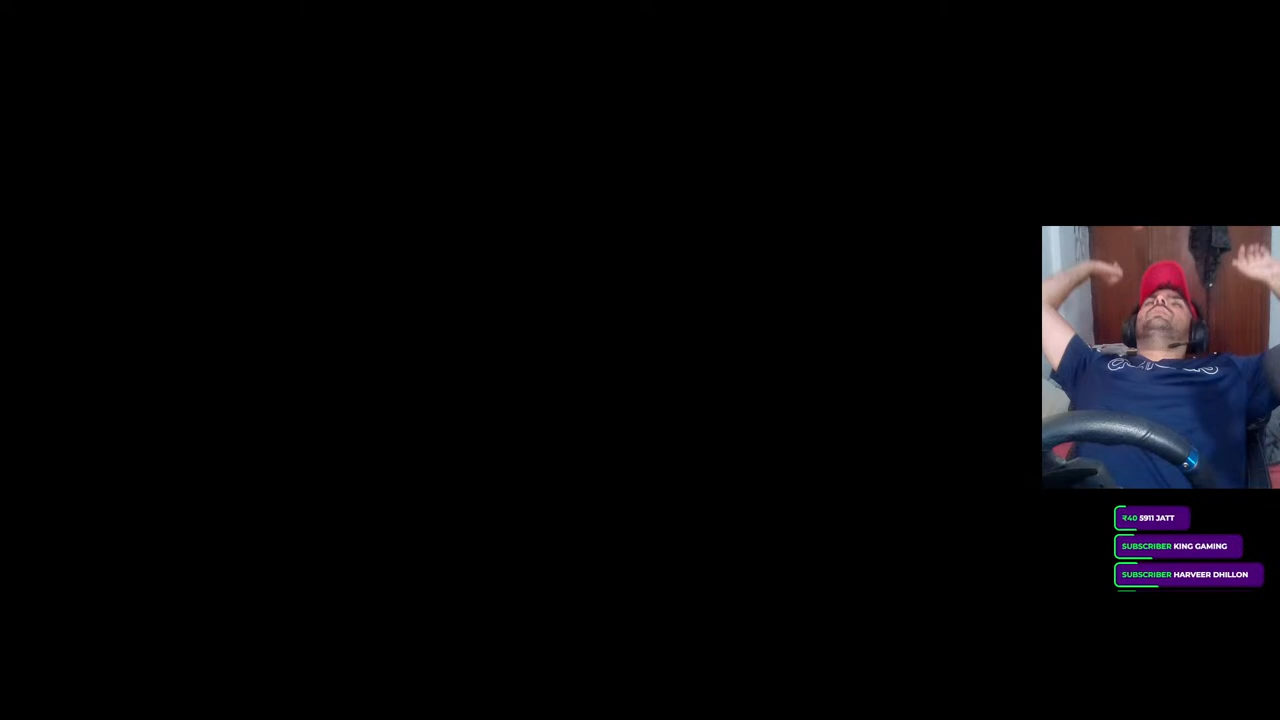 ₹40 5911 JATT
SUBSCRIBER KING GAMING
SUBSCRIBER HARVEER DHILLON